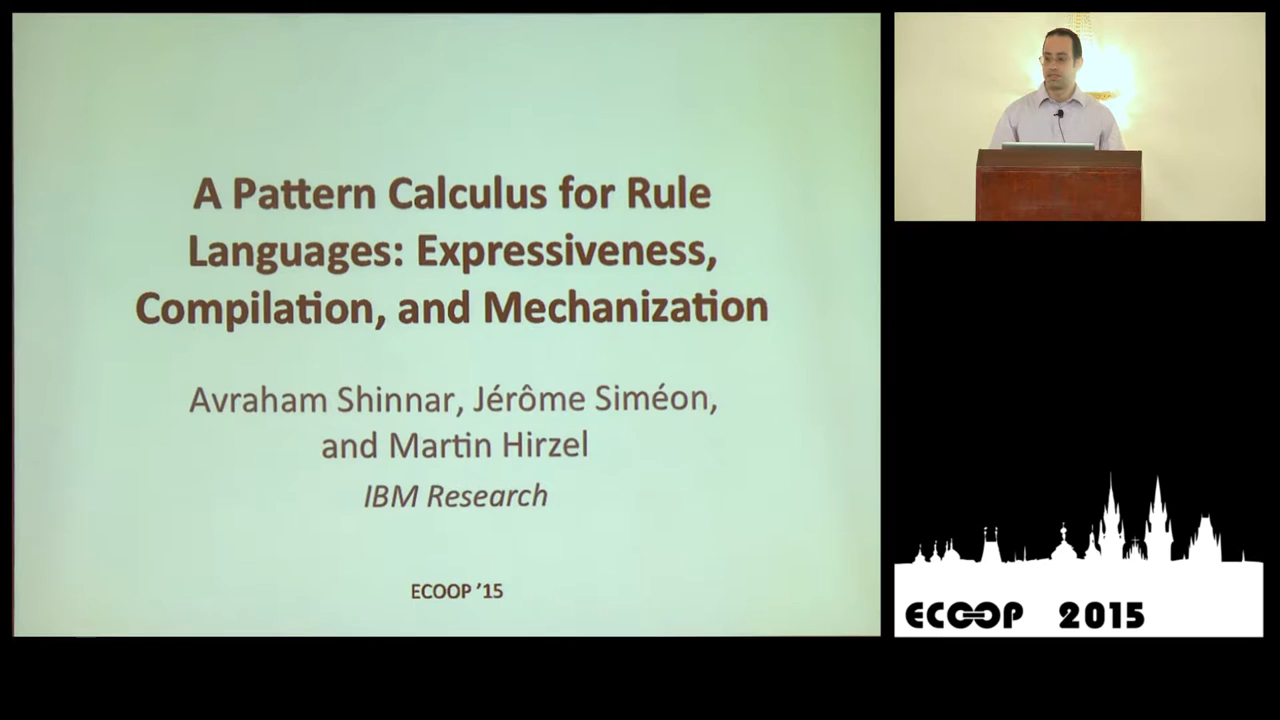 A Pattern Calculus for Rule
Languages: Expressiveness,
Compilation, and Mechanization
Avraham Shinnar, Jérôme Siméon,
and Martin Hirzel
IBM Research
ECOOP ’15
ECOOP 2015